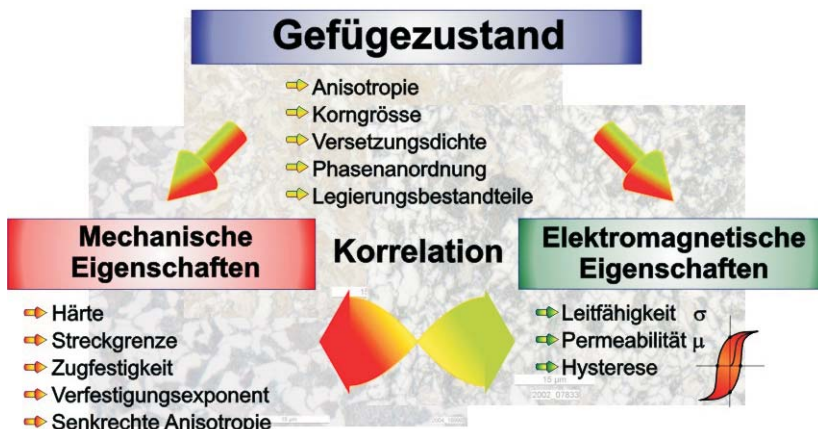 Gefügezustand
Anisotropie
Korngrösse
Versetzungsdichte
Phasenanordnung
Legierungsbestandteile
Mechanische
Eigenschaften
Korrelation
Elektromagnetische
Eigenschaften
Härte
Streckgrenze
Zugfestigkeit
Verfestigungsexponent
Senkrechte Anisotropie
Leitfähigkeit σ
Permeabilität μ
Hysterese
15 µm
2002_07833